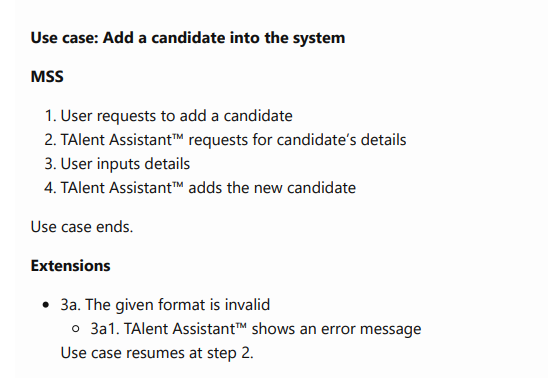 Use case: Add a candidate into the system
MSS
1. User requests to add a candidate
2. TAlent Assistant™ requests for candidate's details
3. User inputs details
4. TAlent Assistant™ adds the new candidate
Use case ends.
Extensions
• 3a. The given format is invalid
○ 3a1. TAlent Assistant™ shows an error message
Use case resumes at step 2.